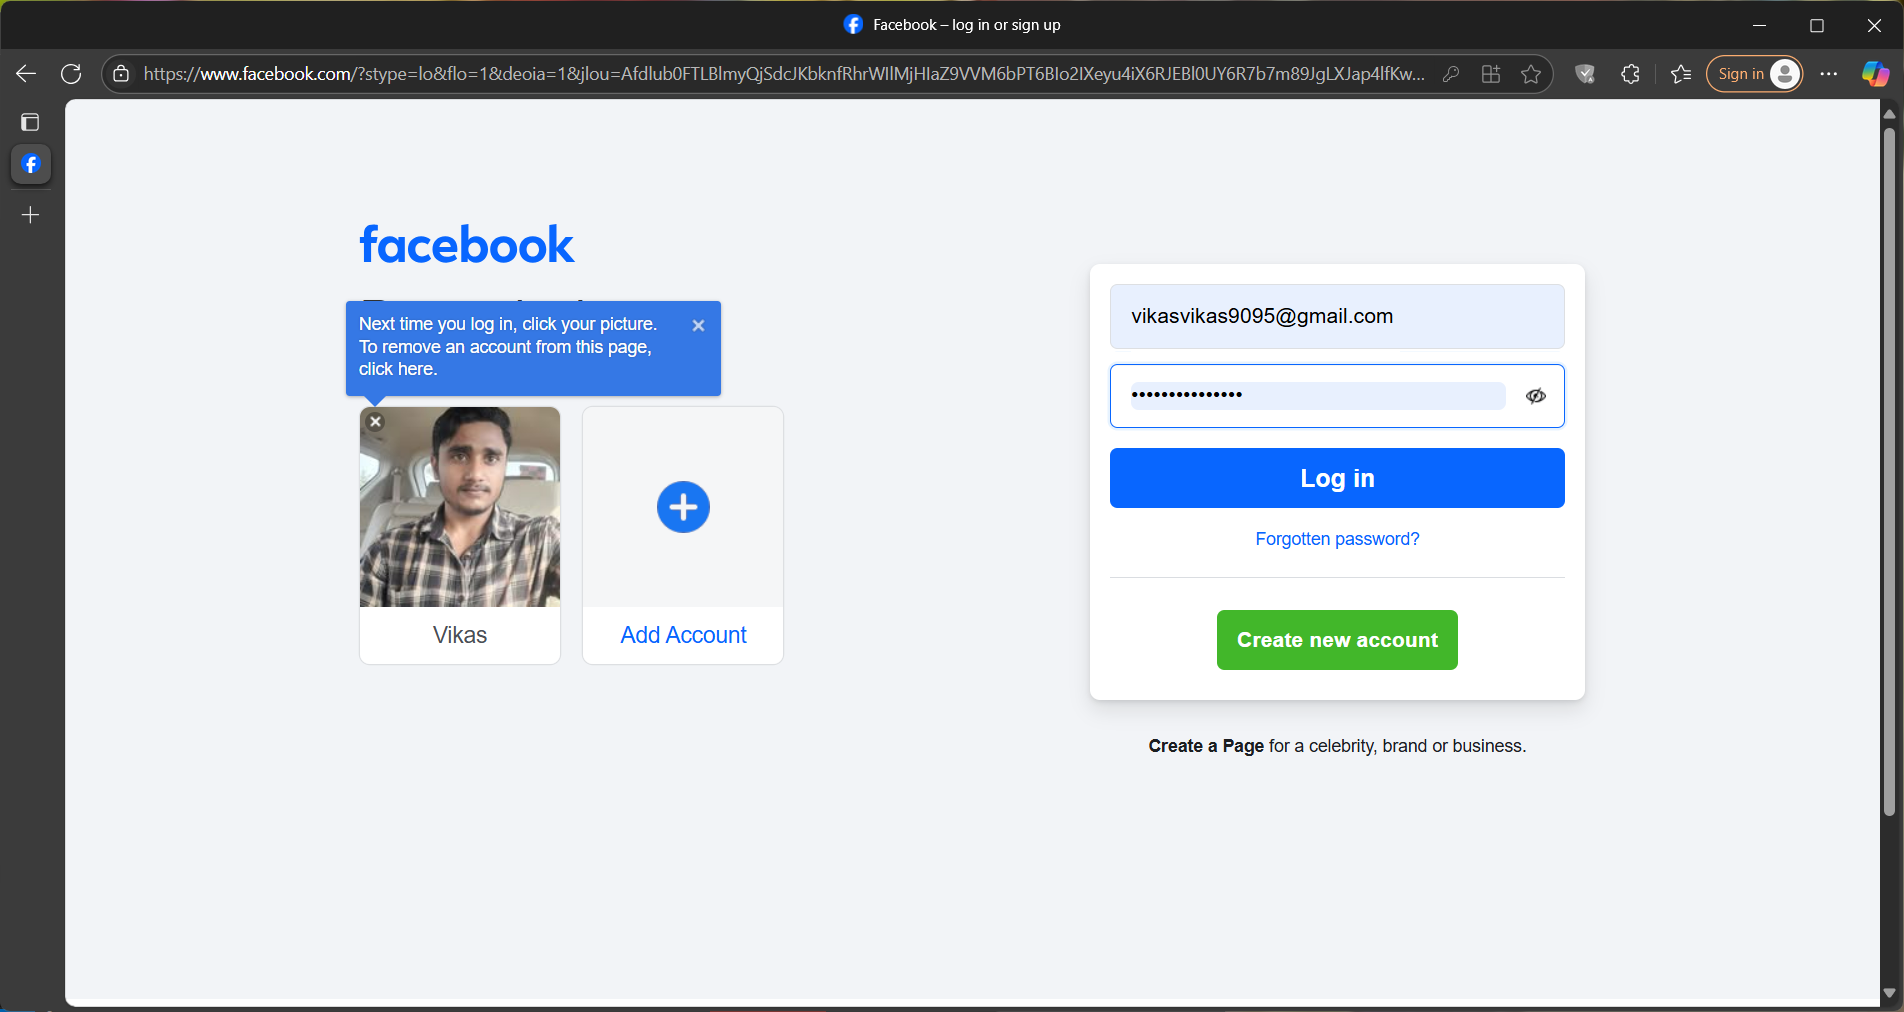 Facebook – log in or sign up
https://www.facebook.com/?stype=lo&flo=1&deoia=1&jlou=Afdlub0FTLBlmyQjSdcJKbknfRhrWIlMjHIaZ9VVM6bPT6BIo2IXeyu4iX6RJEBl0UY6R7b7m89JgLXJap4lfKw...
Sign in
facebook
Next time you log in, click your picture.
To remove an account from this page,
click here.
Vikas
Add Account
vikasvikas9095@gmail.com
•••••••••••••••
Log in
Forgotten password?
Create new account
Create a Page for a celebrity, brand or business.